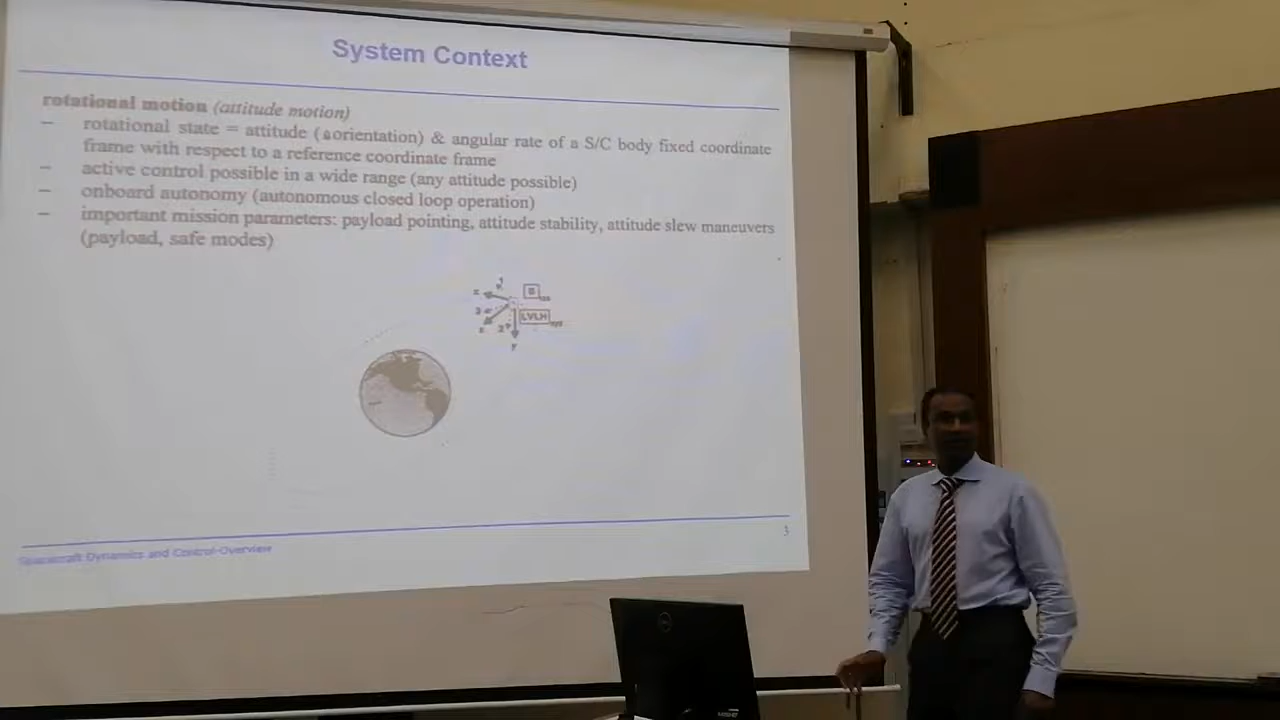 System Context
rotational motion (attitude motion)
– rotational state = attitude (≙orientation) & angular rate of a S/C body fixed coordinate
frame with respect to a reference coordinate frame
– active control possible in a wide range (any attitude possible)
– onboard autonomy (autonomous closed loop operation)
– important mission parameters: payload pointing, attitude stability, attitude slew maneuvers
(payload, safe modes)
B
LVLH
y
3
Spacecraft Dynamics and Control-Overview
DELL